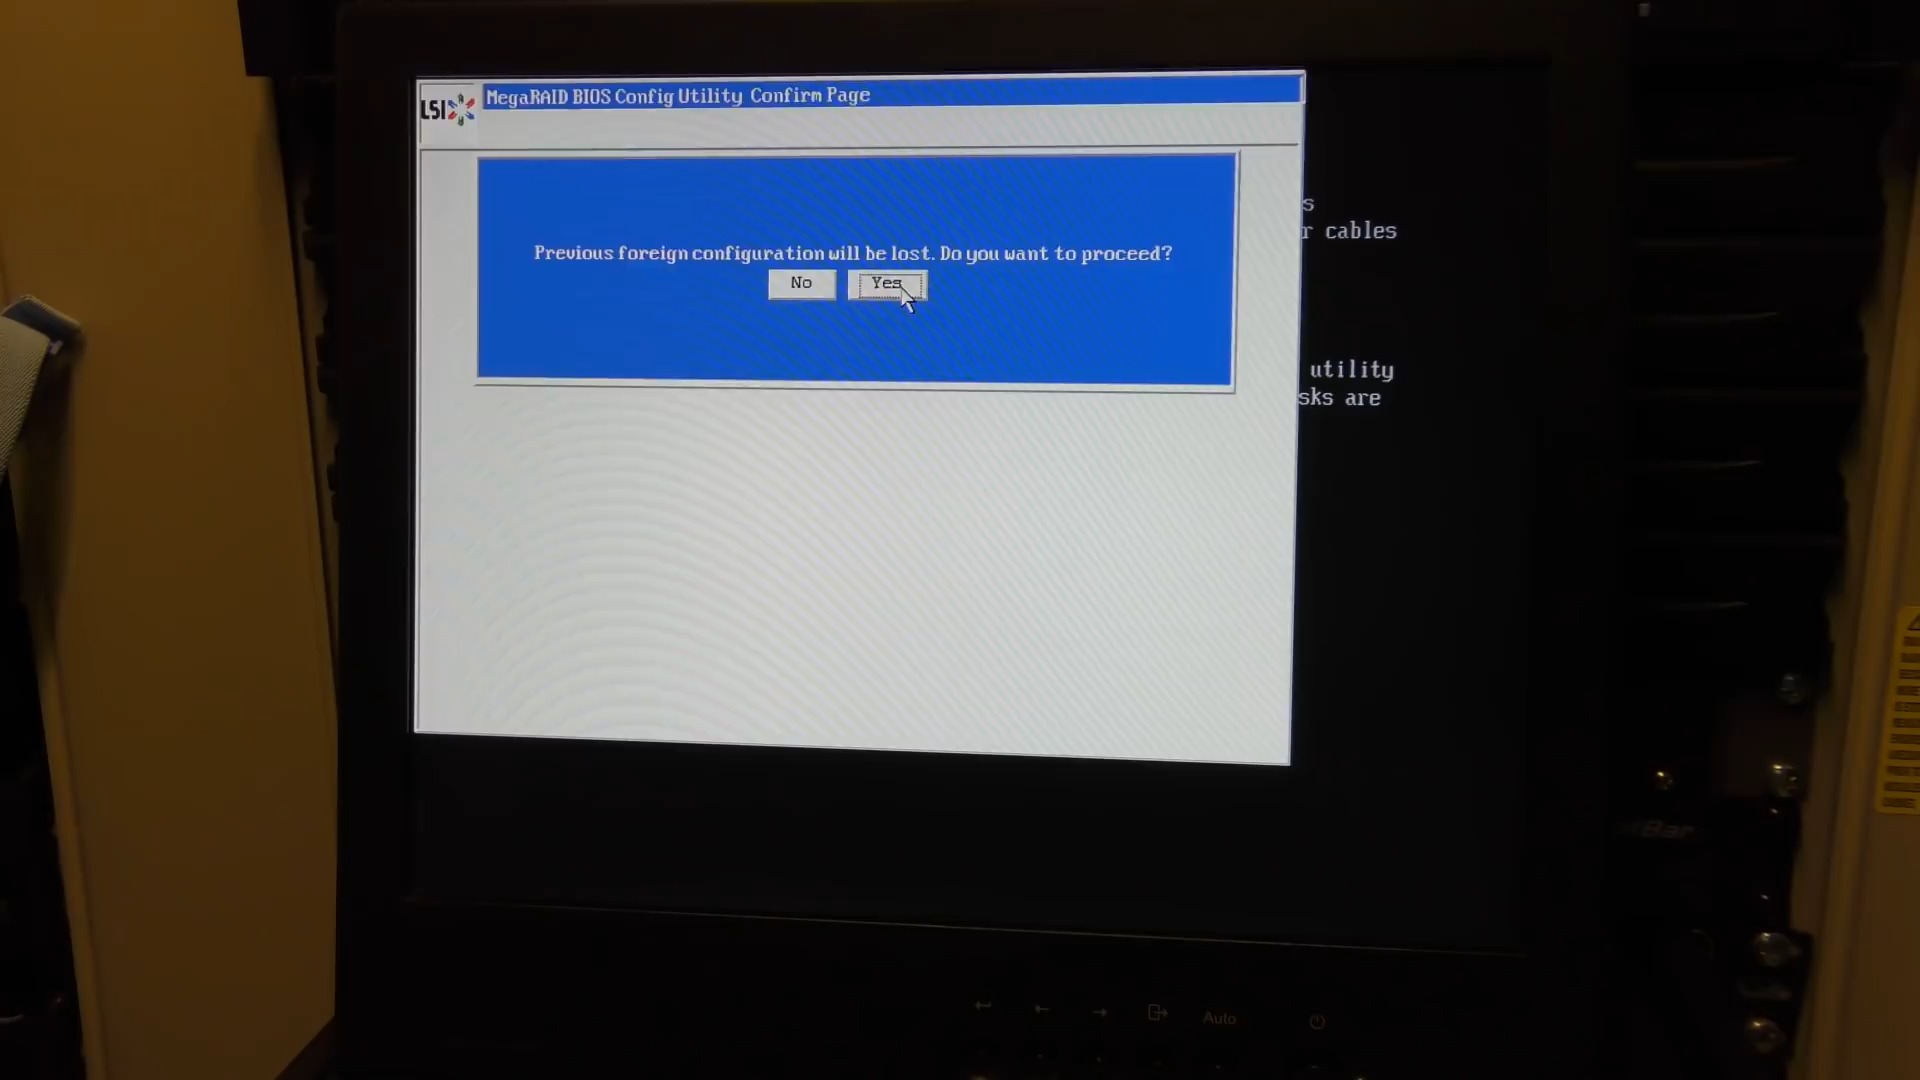 LSI
MegaRAID BIOS Config Utility Confirm Page
Previous foreign configuration will be lost. Do you want to proceed?
No
Yes
s
r cables
utility
sks are
Auto